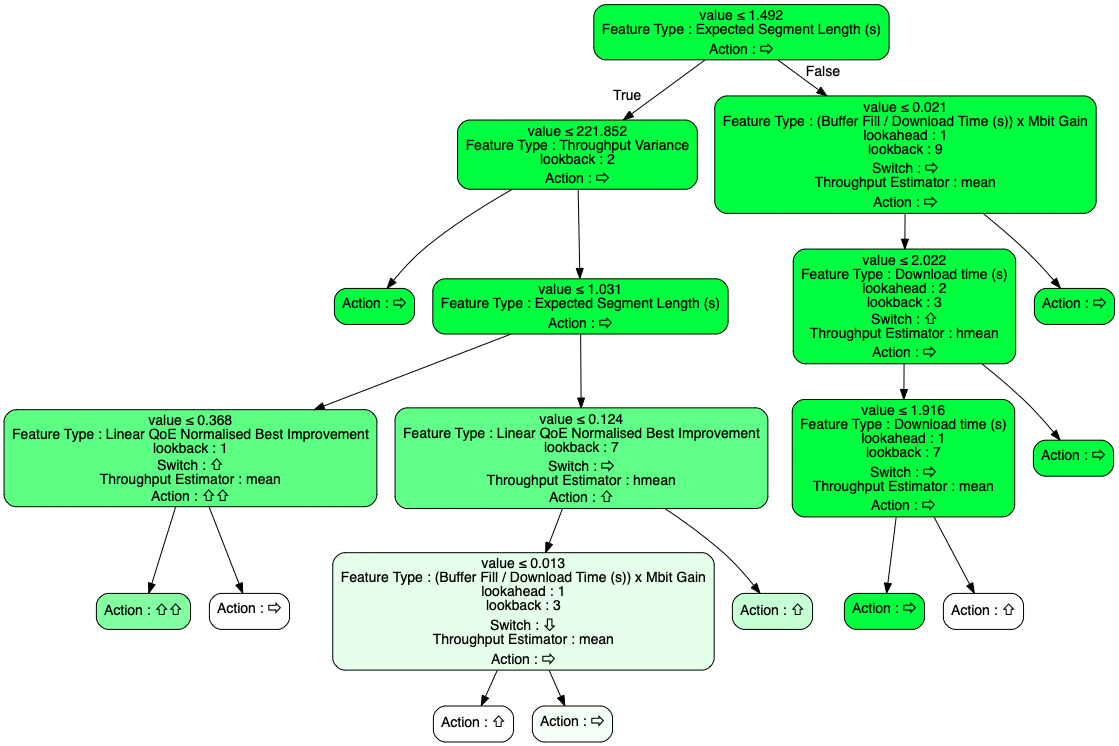 value ≤ 1.492
Feature Type : Expected Segment Length (s)
Action : ⇨
True
False
value ≤ 221.852
Feature Type : Throughput Variance
lookback : 2
Action : ⇨
value ≤ 0.021
Feature Type : (Buffer Fill / Download Time (s)) x Mbit Gain
lookahead : 1
lookback : 9
Switch : ⇨
Throughput Estimator : mean
Action : ⇨
Action : ⇨
value ≤ 1.031
Feature Type : Expected Segment Length (s)
Action : ⇨
value ≤ 2.022
Feature Type : Download time (s)
lookahead : 2
lookback : 3
Switch : ⇧
Throughput Estimator : hmean
Action : ⇨
Action : ⇨
value ≤ 0.368
Feature Type : Linear QoE Normalised Best Improvement
lookback : 1
Switch : ⇧
Throughput Estimator : mean
Action : ⇧⇧
value ≤ 0.124
Feature Type : Linear QoE Normalised Best Improvement
lookback : 7
Switch : ⇨
Throughput Estimator : hmean
Action : ⇧
value ≤ 1.916
Feature Type : Download time (s)
lookahead : 1
lookback : 7
Switch : ⇨
Throughput Estimator : mean
Action : ⇨
Action : ⇨
Action : ⇧⇧
Action : ⇨
value ≤ 0.013
Feature Type : (Buffer Fill / Download Time (s)) x Mbit Gain
lookahead : 1
lookback : 3
Switch : ⇩
Throughput Estimator : mean
Action : ⇨
Action : ⇧
Action : ⇨
Action : ⇧
Action : ⇧
Action : ⇨